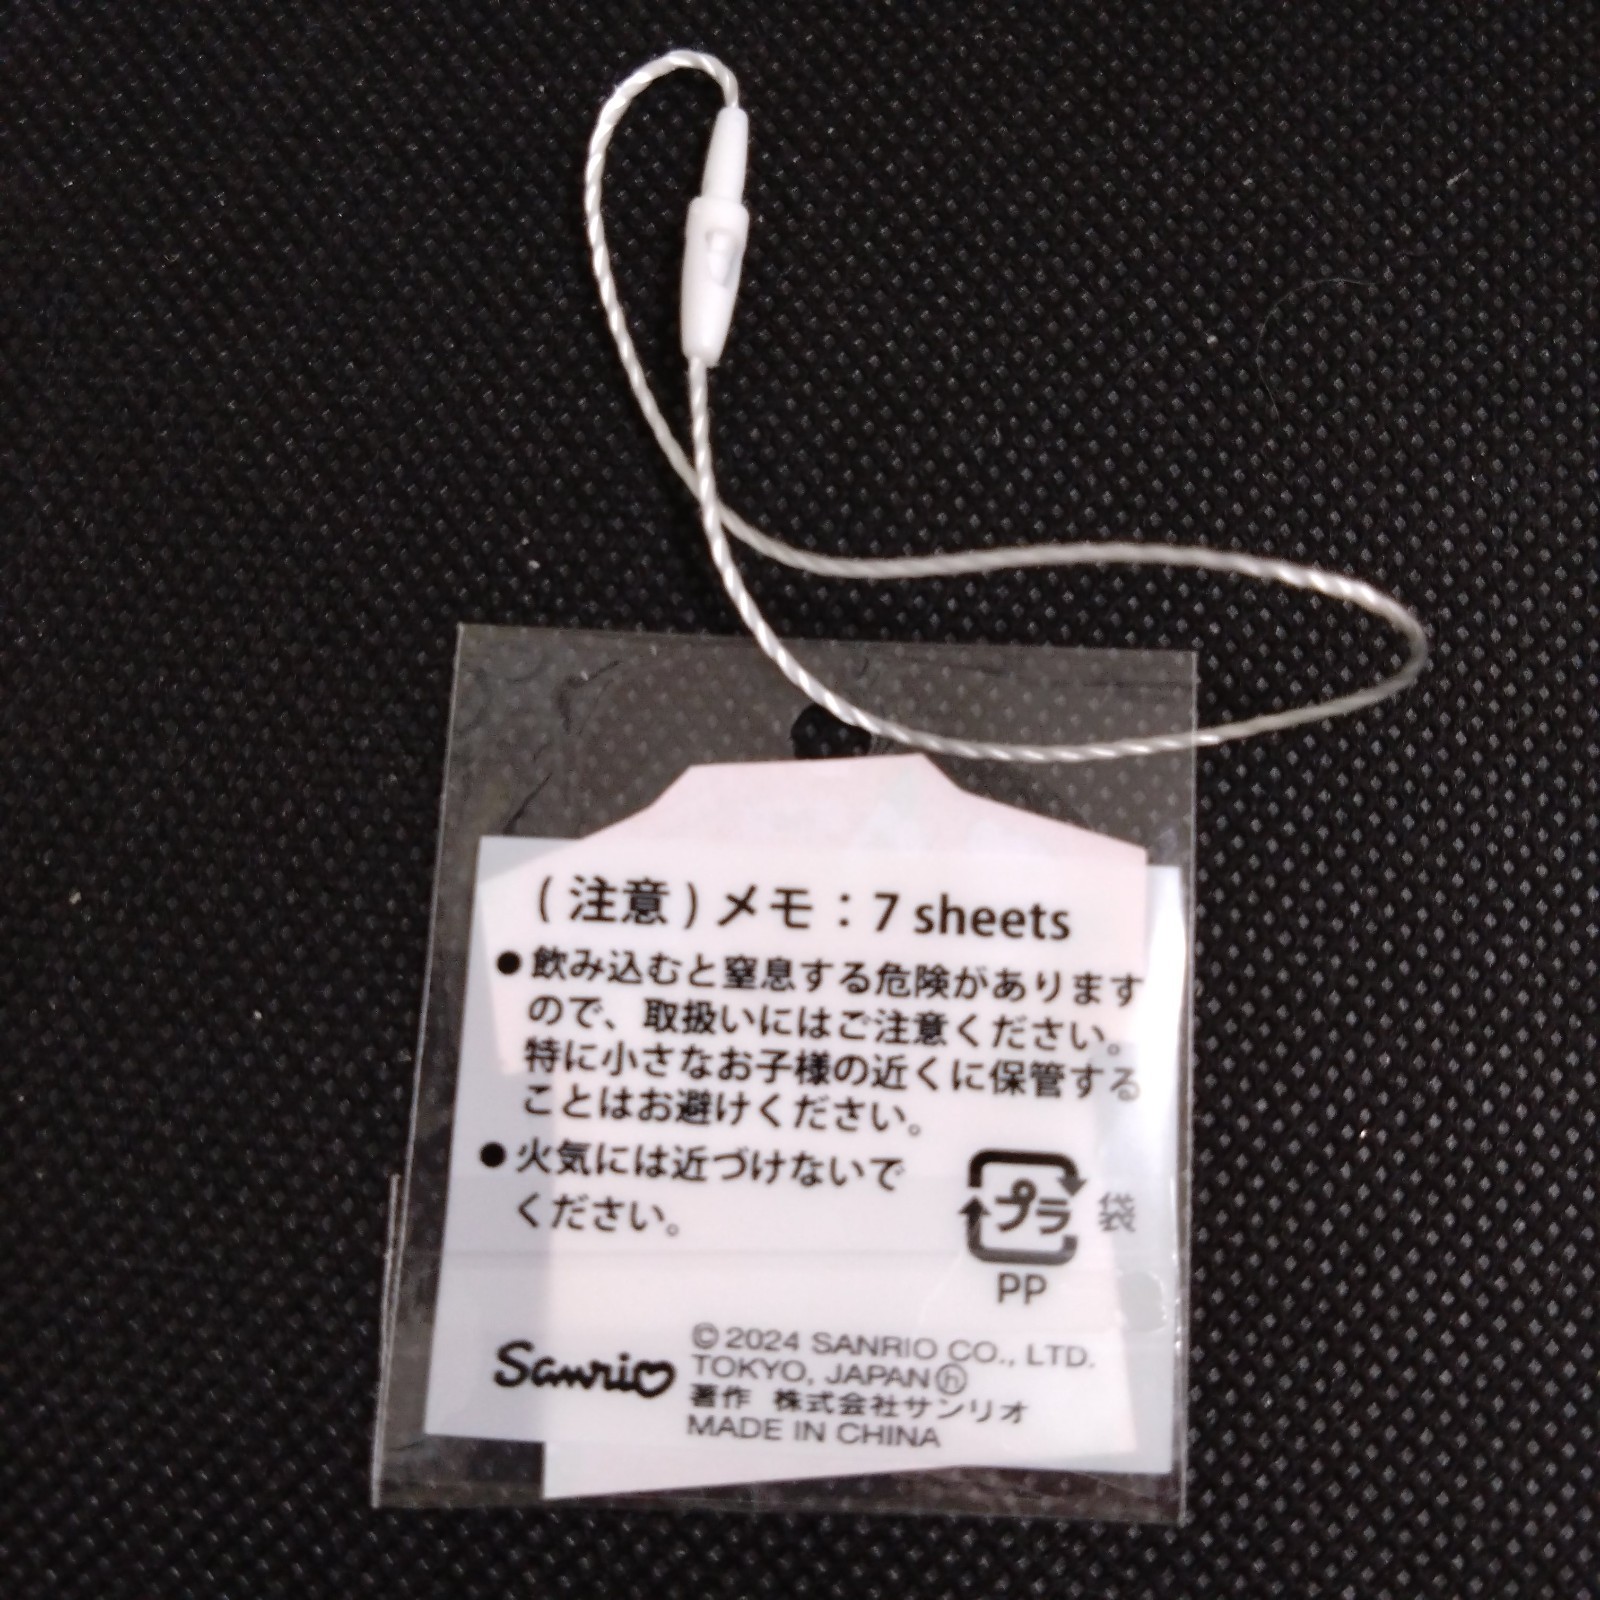 (注意)メモ：7 sheets
●飲み込むと窒息する危険があります
ので、取扱いにはご注意ください。
特に小さなお子様の近くに保管する
ことはお避けください。
●火気には近づけないで
ください。
プラ 袋
PP
Sanrio
© 2024 SANRIO CO., LTD.
TOKYO, JAPAN ⓗ
著作 株式会社サンリオ
MADE IN CHINA